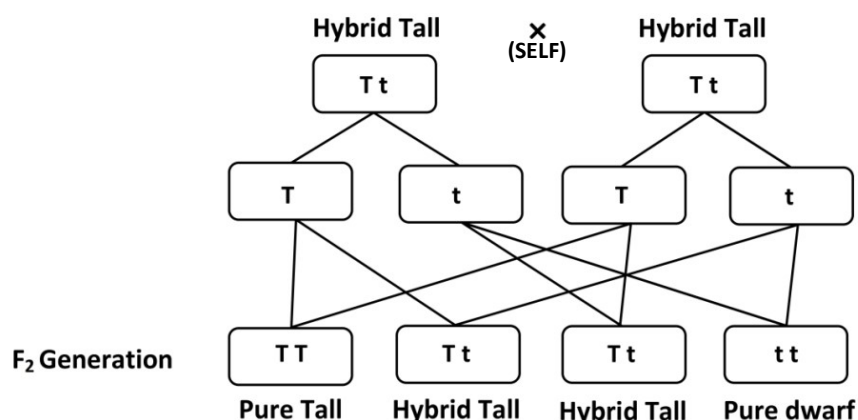 Hybrid Tall × Hybrid Tall
(SELF)
T t T t
T t T t
F₂ Generation T T T t T t t t
Pure Tall Hybrid Tall Hybrid Tall Pure dwarf